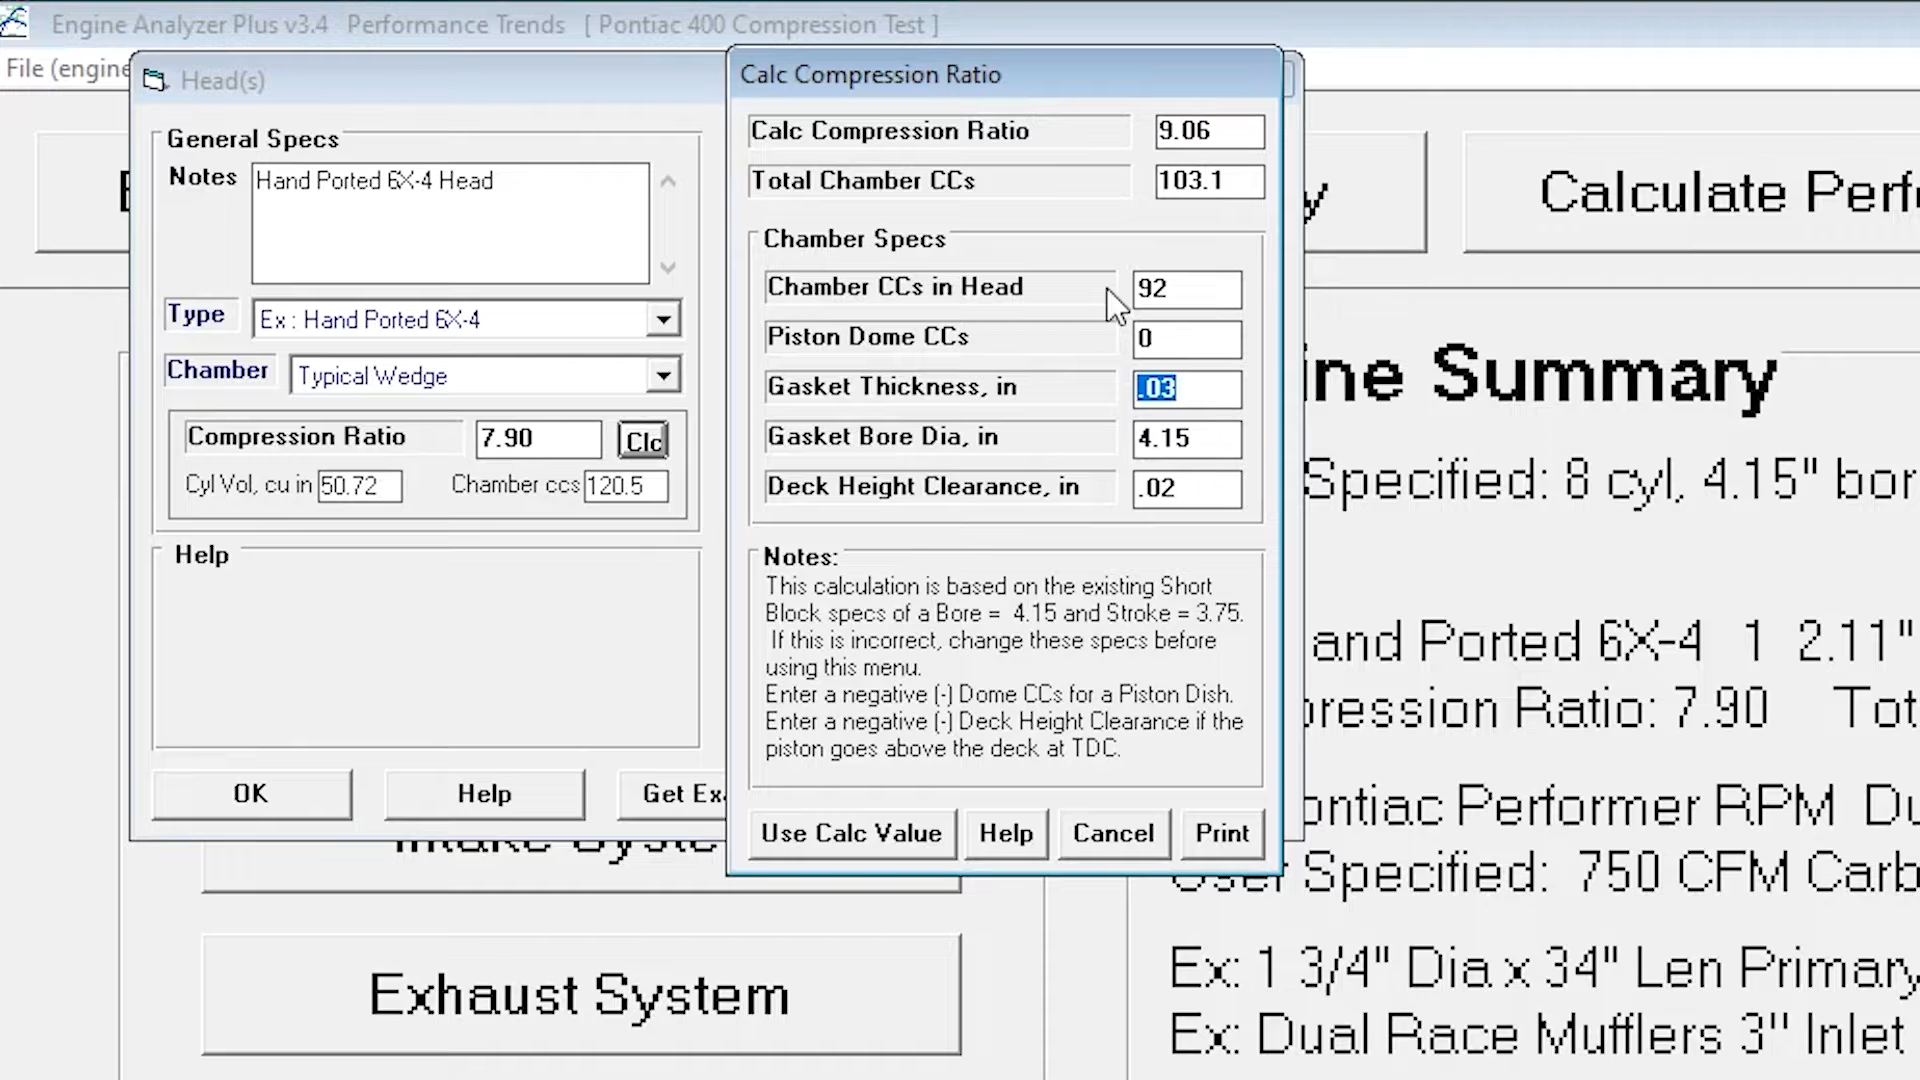 Engine Analyzer Plus v3.4   Performance Trends   [ Pontiac 400 Compression Test ]
File (engine
Head(s)
General Specs
Notes
Hand Ported 6X-4 Head
Type
Ex : Hand Ported 6X-4
Chamber
Typical Wedge
Compression Ratio 7.90 Clc
Cyl Vol, cu in 50.72 Chamber ccs 120.5
Help
OK
Help
Get Ex
Calc Compression Ratio
Calc Compression Ratio 9.06
Total Chamber CCs 103.1
Chamber Specs
Chamber CCs in Head 92
Piston Dome CCs 0
Gasket Thickness, in .03
Gasket Bore Dia, in 4.15
Deck Height Clearance, in .02
Notes:
This calculation is based on the existing Short
Block specs of a Bore =  4.15 and Stroke = 3.75.
If this is incorrect, change these specs before
using this menu.
Enter a negative (-) Dome CCs for a Piston Dish.
Enter a negative (-) Deck Height Clearance if the
piston goes above the deck at TDC.
Use Calc Value
Help
Cancel
Print
y
Calculate Perf
ine Summary
Specified: 8 cyl, 4.15" bor
and Ported 6X-4  1  2.11"
pression Ratio: 7.90    Tot
ontiac Performer RPM  Du
User Specified:  750 CFM Carb
Ex: 1 3/4" Dia x 34" Len Primary
Ex: Dual Race Mufflers 3" Inlet
Intake Syste
Exhaust System